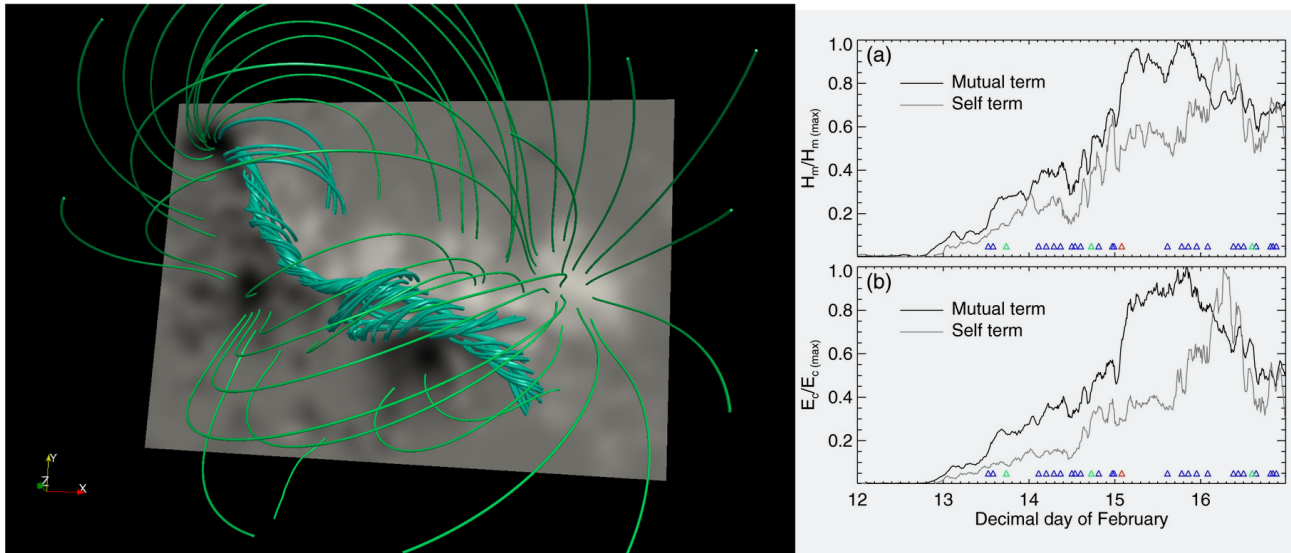 Y
Z
X
(a)
Mutual term
Self term
H_m/H_m (max)
1.0
0.8
0.6
0.4
0.2
(b)
Mutual term
Self term
E_c/E_c (max)
1.0
0.8
0.6
0.4
0.2
12 13 14 15 16
Decimal day of February